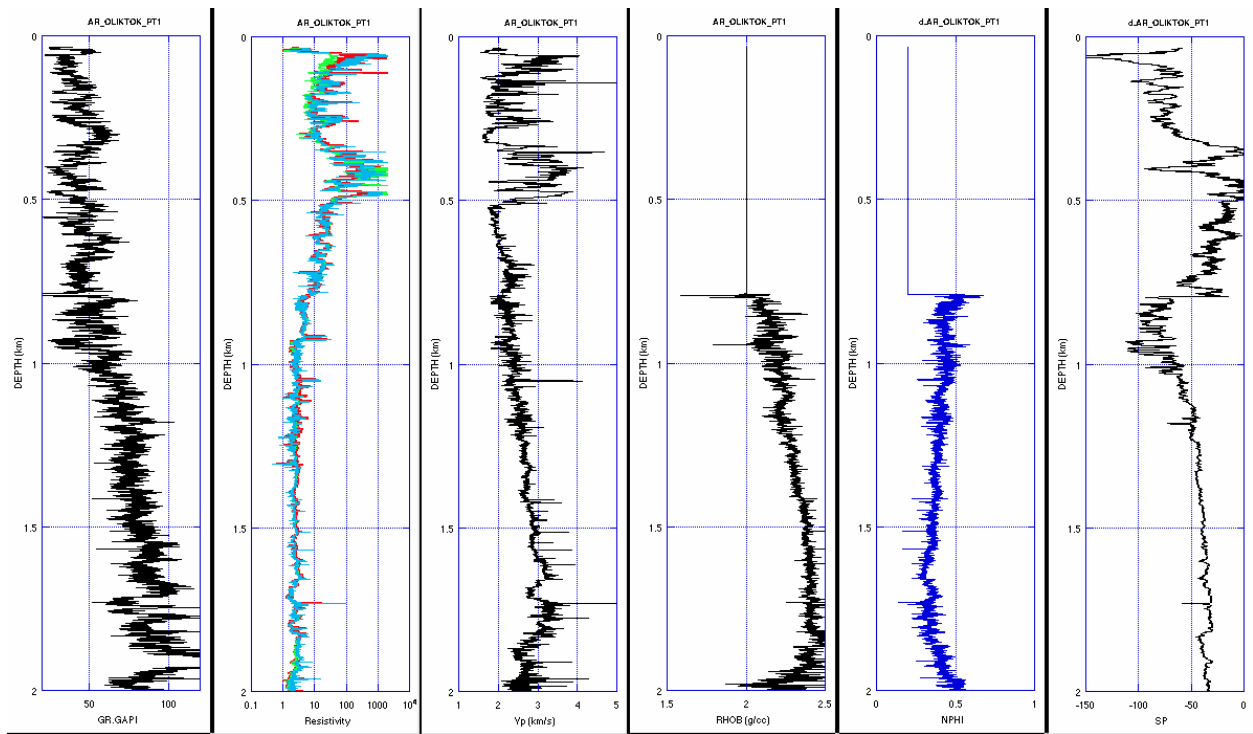 AR_OLIKTOK_PT1
0
0.5
1
1.5
2
DEPTH (km)
50 100
GR.GAPI
AR_OLIKTOK_PT1
0
0.5
1
1.5
2
DEPTH (km)
0.1 1 10 100 1000 10⁴
Resistivity
AR_OLIKTOK_PT1
0
0.5
1
1.5
2
DEPTH (km)
1 2 3 4 5
Vp (km/s)
AR_OLIKTOK_PT1
0
0.5
1
1.5
2
DEPTH (km)
1.5 2 2.5
RHOB (g/cc)
d.AR_OLIKTOK_PT1
0
0.5
1
1.5
2
DEPTH (km)
0 0.5 1
NPHI
d.AR_OLIKTOK_PT1
0
0.5
1
1.5
2
DEPTH (km)
-150 -100 -50 0
SP